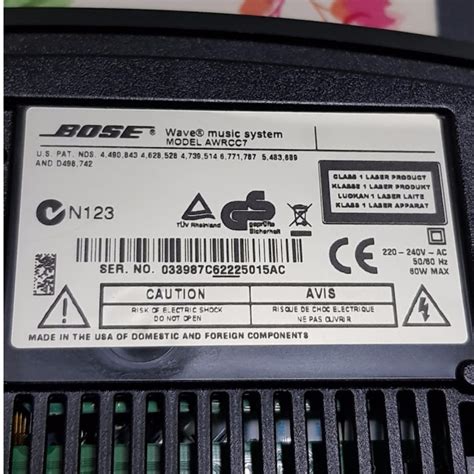 BOSE® Wave® music system
MODEL AWRCC7
U.S. PAT. NOS. 4,490,843 4,628,528 4,739,514 6,771,787 5,483,689
AND D498,742
CLASS 1 LASER PRODUCT
KLASSE 1 LASER PRODUKT
LUOKAN 1 LASER LAITE
KLASS 1 LASER APPARAT
N123
TÜV Rheinland
geprüfte
Sicherheit
GS
SER. NO. 033987C62225015AC
CE
220 - 240V ~ AC
50/60 Hz
60W MAX
CAUTION
RISK OF ELECTRIC SHOCK
DO NOT OPEN
AVIS
RISQUE DE CHOC ELECTRIQUE
NE PAS OUVRIR
MADE IN THE USA OF DOMESTIC AND FOREIGN COMPONENTS